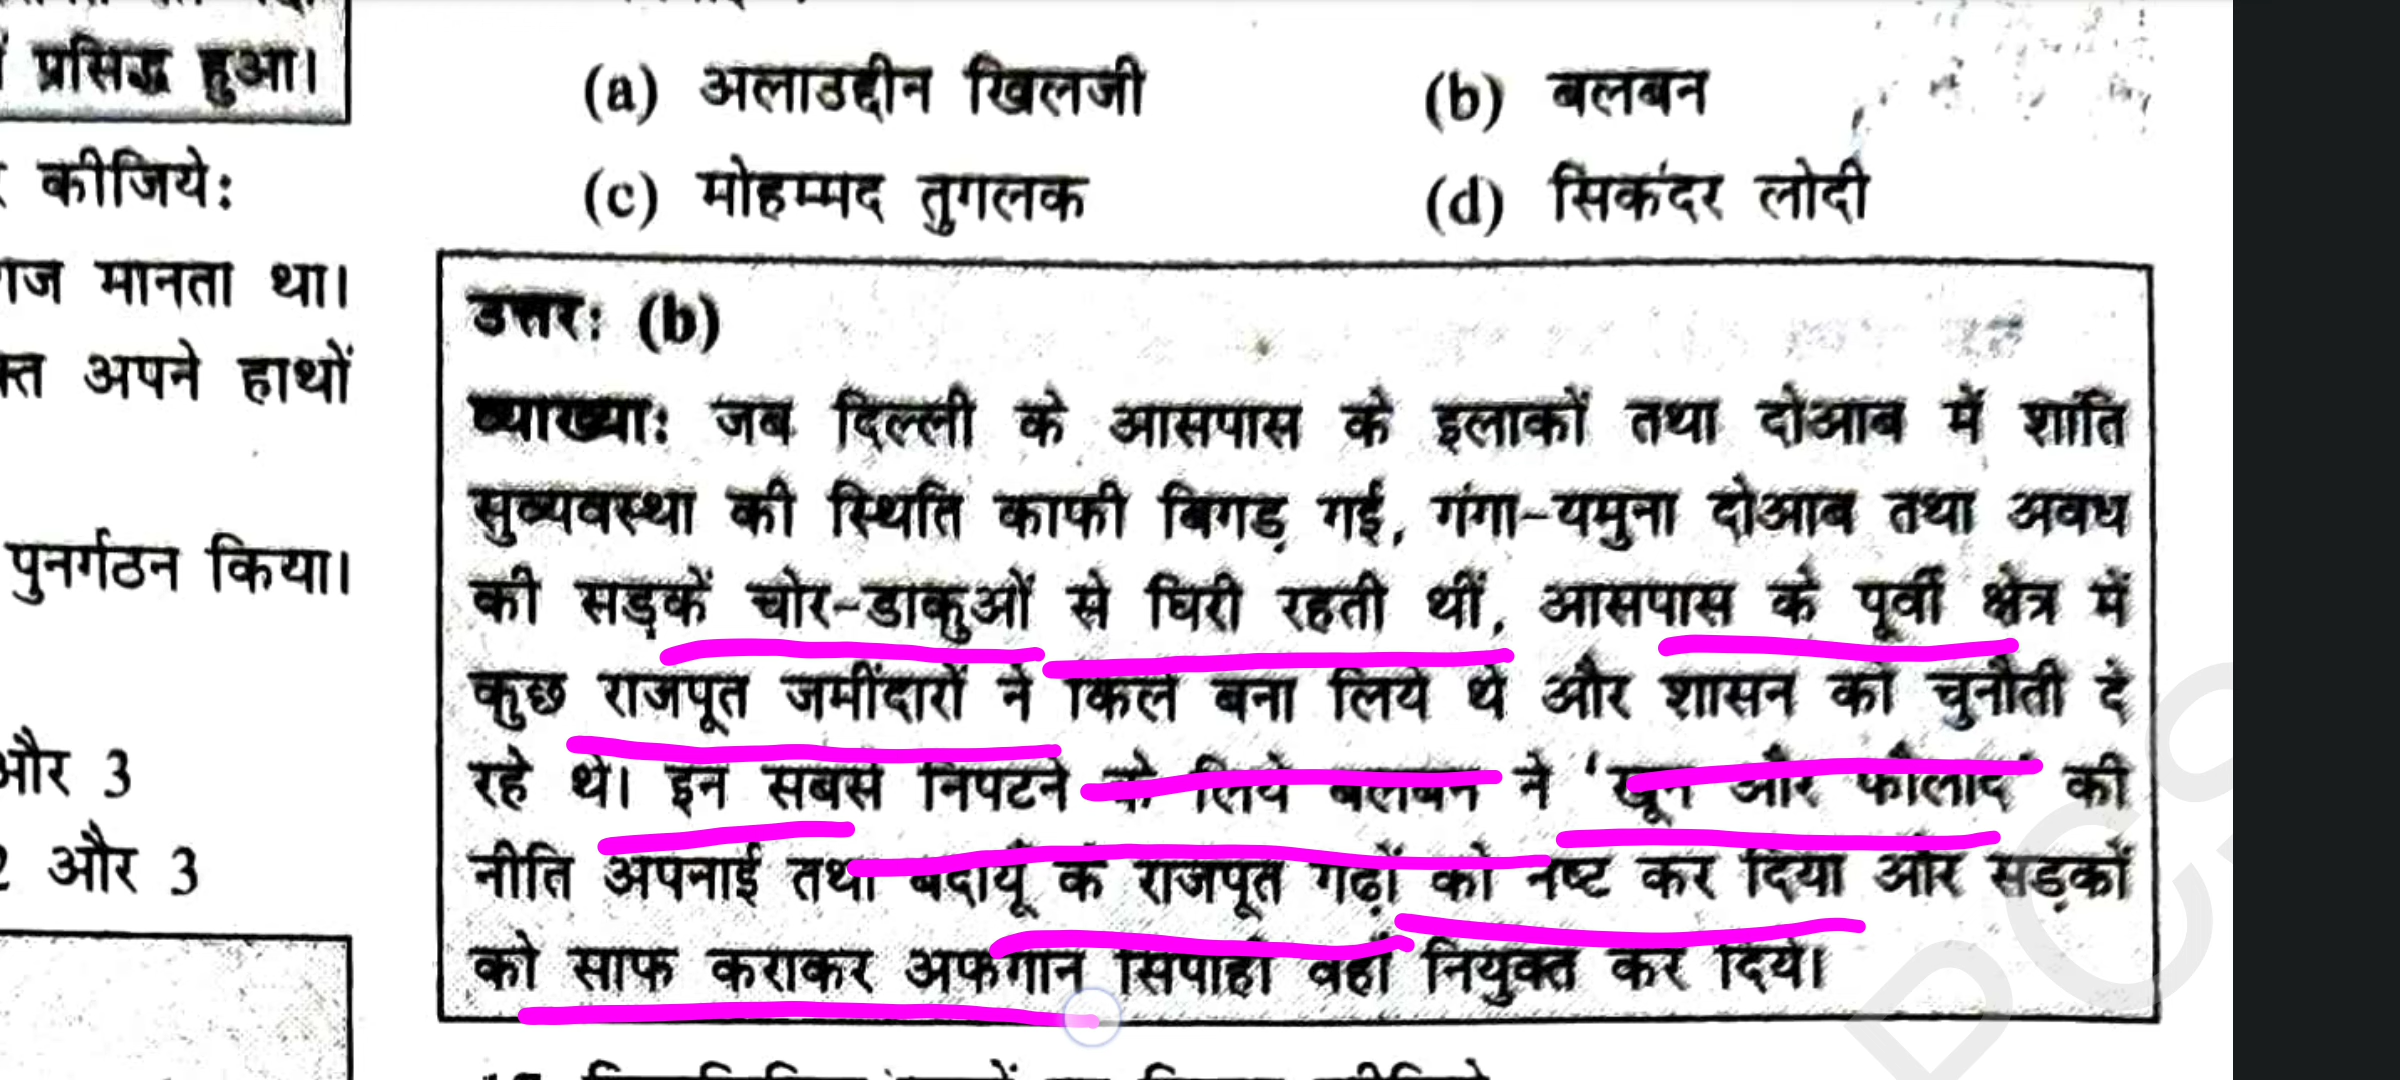 प्रसिद्ध हुआ।
कीजिये:
मानता था।
अपने हाथों
पुनर्गठन किया।
और 3
और 3
(a) अलाउद्दीन खिलजी (b) बलबन
(c) मोहम्मद तुगलक (d) सिकंदर लोदी
उत्तर: (b)
व्याख्या: जब दिल्ली के आसपास के इलाकों तथा दोआब में शांति
सुव्यवस्था की स्थिति काफी बिगड़ गई, गंगा-यमुना दोआब तथा अवध
की सड़कें चोर-डाकुओं से घिरी रहती थीं, आसपास के पूर्वी क्षेत्र में
कुछ राजपूत जमींदारों ने किले बना लिये थे और शासन को चुनौती दे
रहे थे। इन सबसे निपटने के लिये बलबन ने 'खून और फौलाद' की
नीति अपनाई तथा बदायूँ के राजपूत गढ़ों को नष्ट कर दिया और सड़कों
को साफ कराकर अफगान सिपाही वहाँ नियुक्त कर दिये।